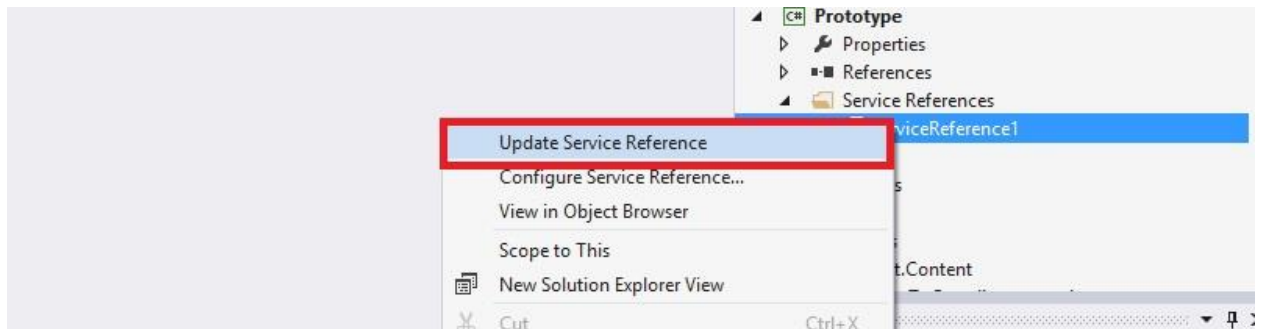 C# Prototype
Properties
References
Service References
viceReference1
Update Service Reference
Configure Service Reference...
View in Object Browser
Scope to This
t.Content
New Solution Explorer View
Cut Ctrl+X